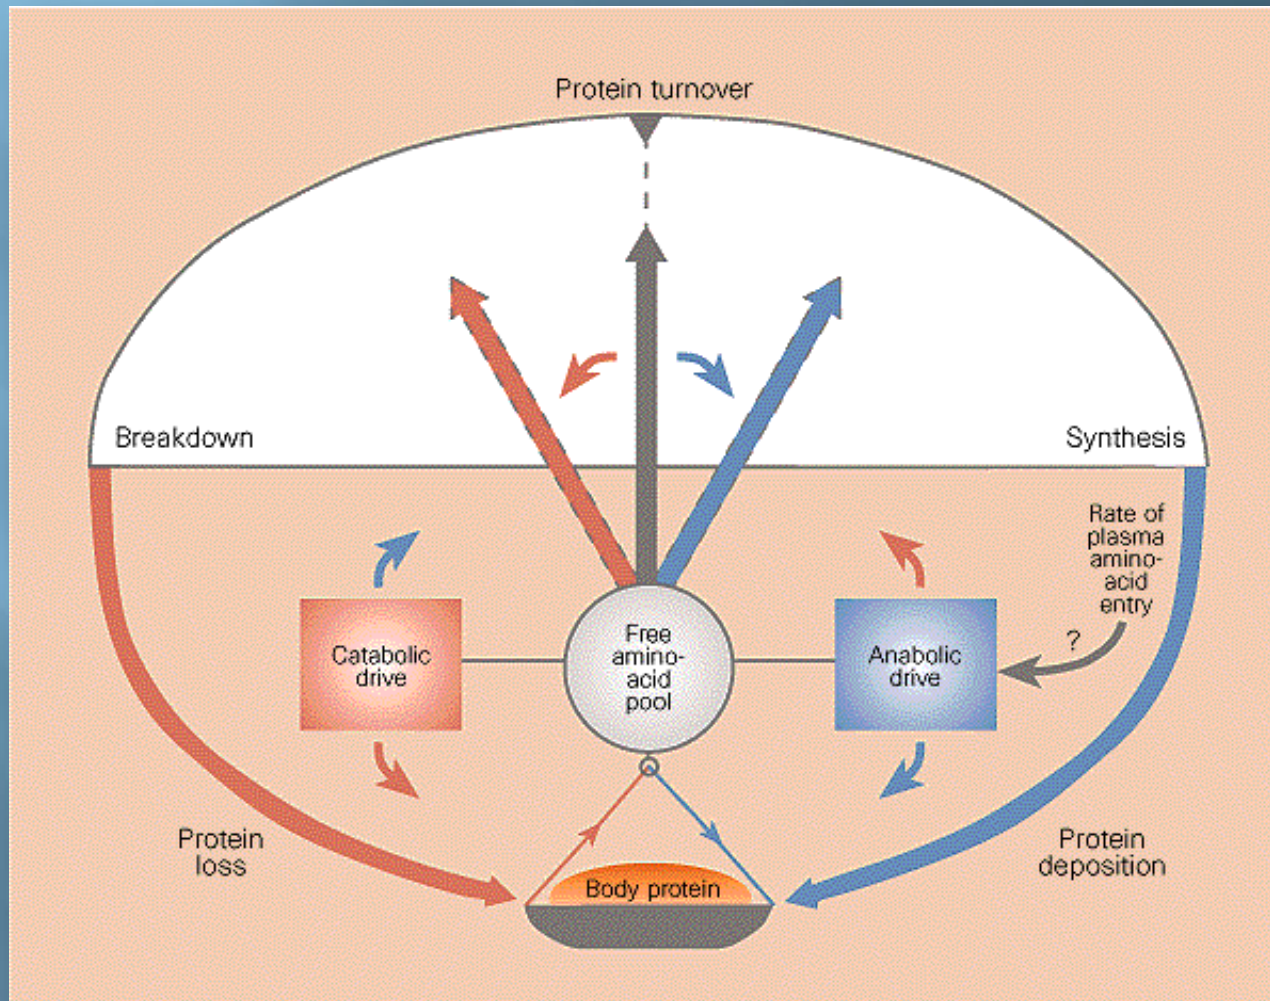 Protein turnover
Breakdown
Synthesis
Rate of
plasma
amino-
acid
entry
?
Catabolic
drive
Free
amino-
acid
pool
Anabolic
drive
Protein
loss
Body protein
Protein
deposition